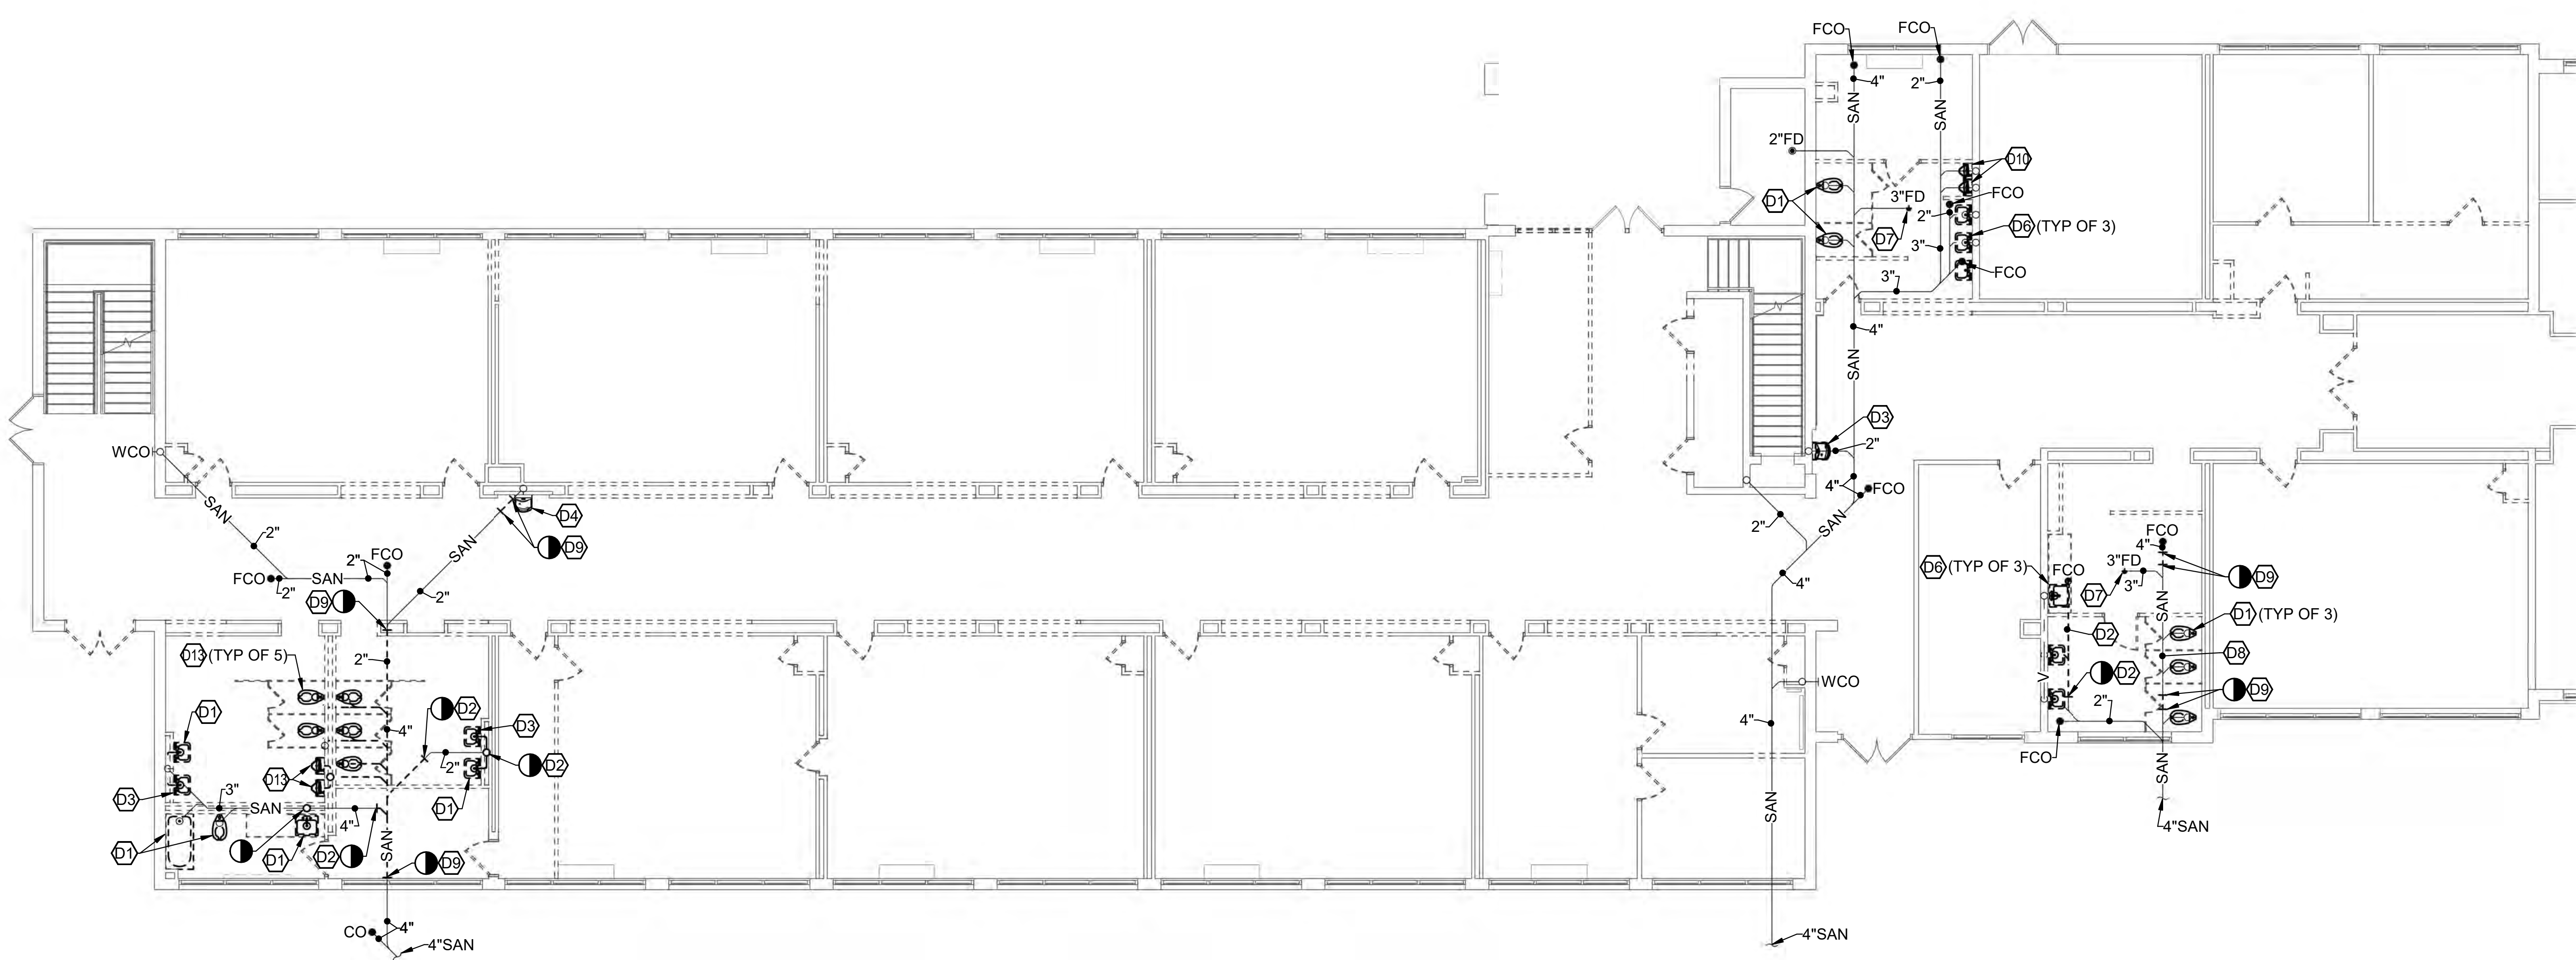 FCO
FCO
4"
2"
SAN
SAN
2"FD
D10
D1
3"FD
FCO
2"
D7
D6 (TYP OF 3)
3"
FCO
3"
4"
SAN
D3
2"
4"
FCO
SAN
2"
4"
WCO
SAN
2"
D4
D9
SAN
2"
FCO
FCO
2"
SAN
2"
D9
2"
D13 (TYP OF 5)
D1
D2
D3
4"
2"
D2
D13
D1
D3
3"
SAN
4"
D1
D1
D2
SAN
D9
4"
CO
4"SAN
WCO
4"
SAN
4"SAN
FCO
4"
D6 (TYP OF 3)
FCO
3"FD
3"
D9
D7
SAN
D1 (TYP OF 3)
D2
D8
D2
V
D9
2"
FCO
SAN
4"SAN